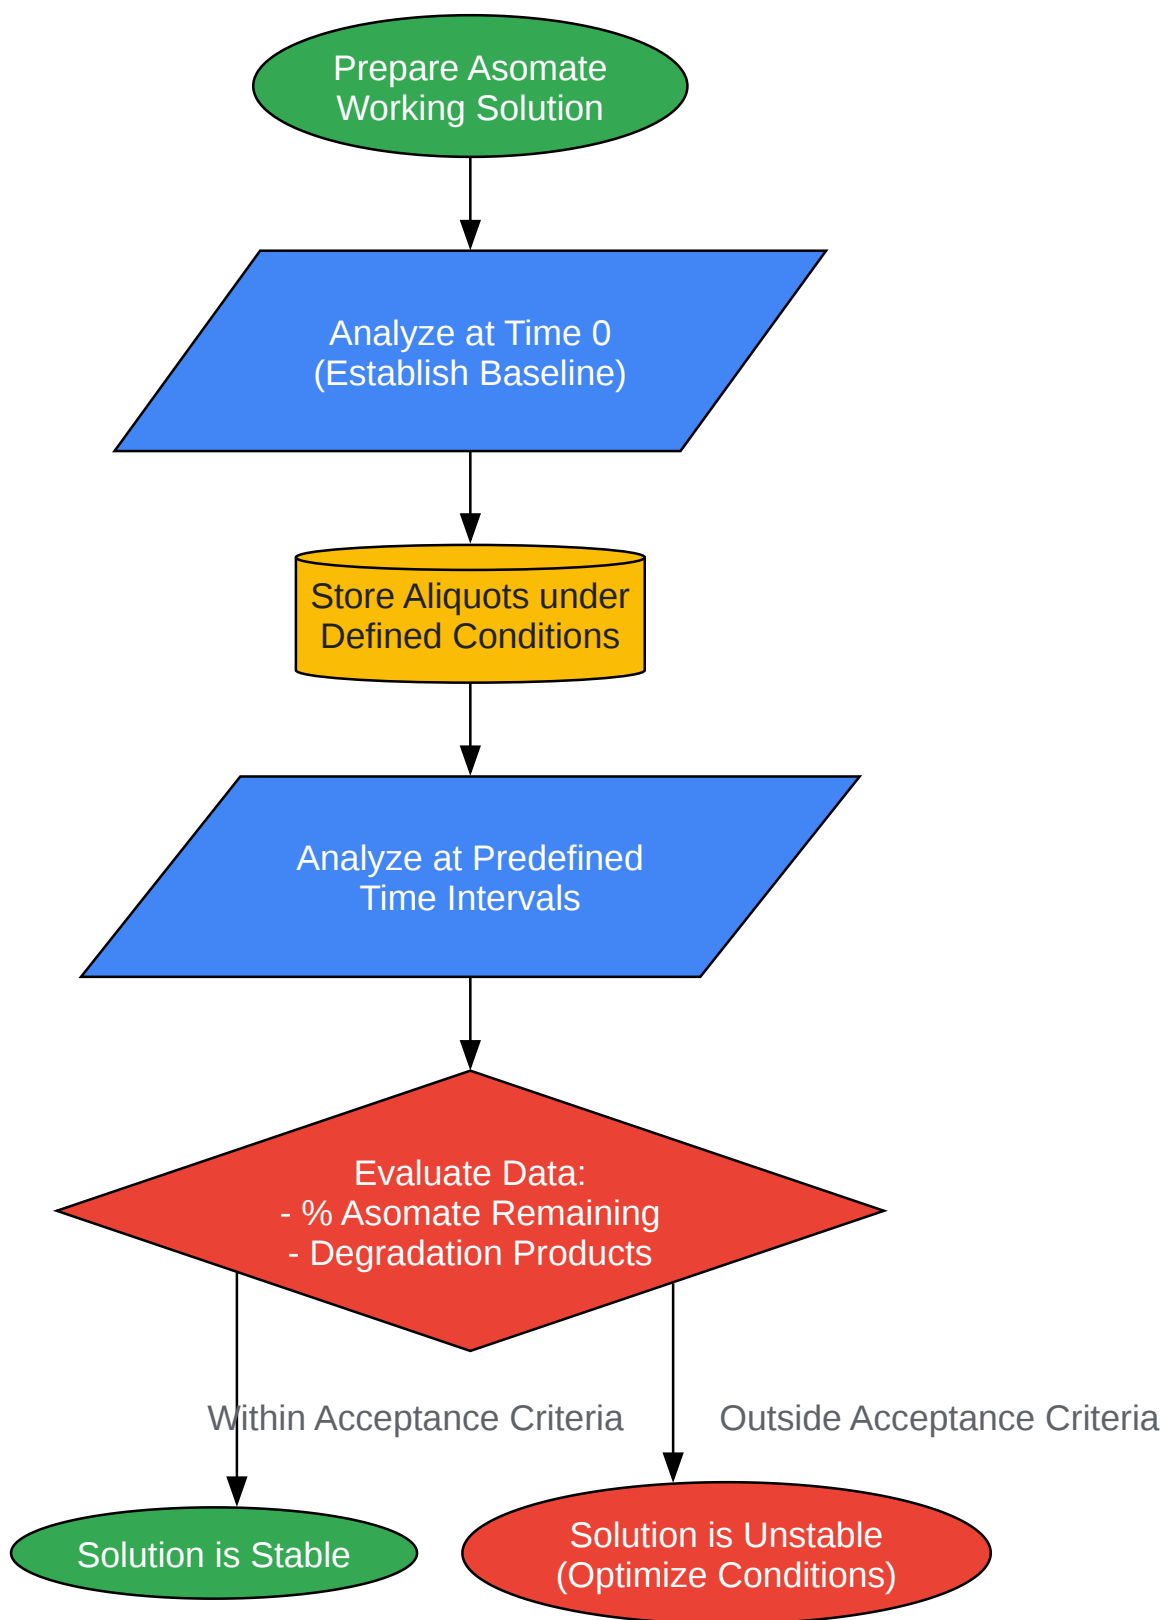 Prepare Asomate
Working Solution
Analyze at Time 0
(Establish Baseline)
Store Aliquots under
Defined Conditions
Analyze at Predefined
Time Intervals
Evaluate Data:
- % Asomate Remaining
- Degradation Products
Within Acceptance Criteria
Outside Acceptance Criteria
Solution is Stable
Solution is Unstable
(Optimize Conditions)